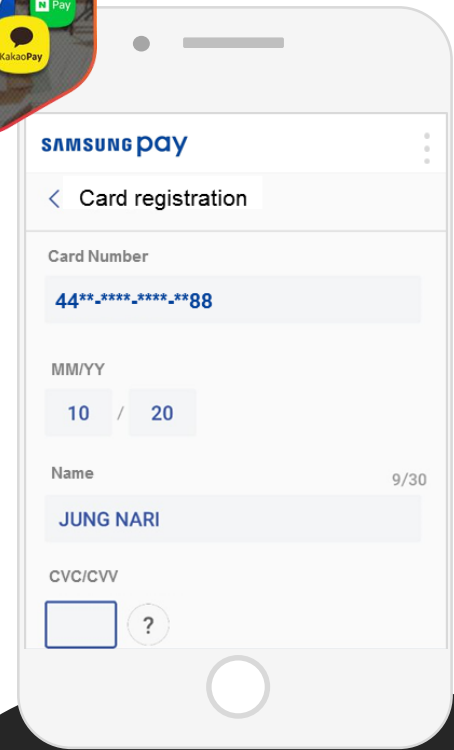 N Pay
KakaoPay
SAMSUNG pay
< Card registration
Card Number
44**-****-****-**88
MM/YY
10 / 20
Name
9/30
JUNG NARI
CVC/CVV
?